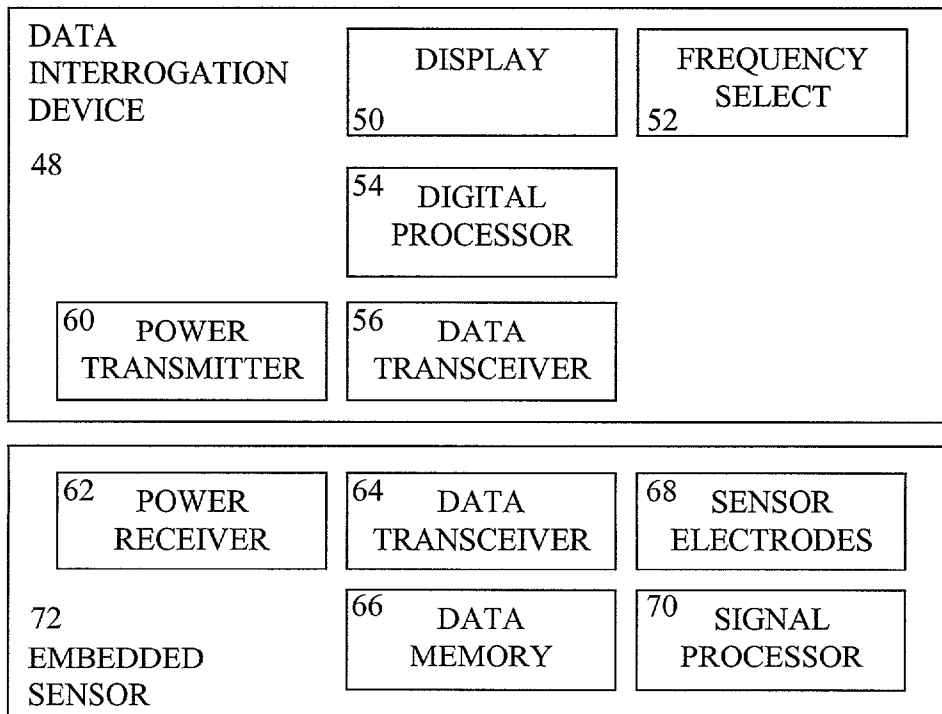 DATA
INTERROGATION
DEVICE
48
DISPLAY
50
FREQUENCY
SELECT
52
54
DIGITAL
PROCESSOR
60
POWER
TRANSMITTER
56
DATA
TRANSCEIVER
62
POWER
RECEIVER
64
DATA
TRANSCEIVER
68
SENSOR
ELECTRODES
72
EMBEDDED
SENSOR
66
DATA
MEMORY
70
SIGNAL
PROCESSOR